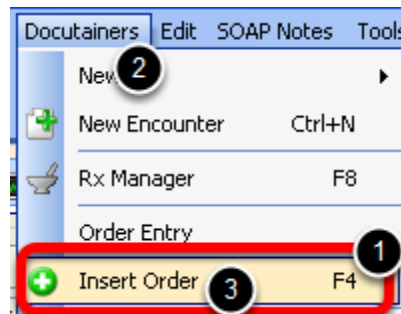 Docutainers Edit SOAP Notes Tools
New 2
New Encounter Ctrl+N
Rx Manager F8
Order Entry
1
Insert Order 3 F4